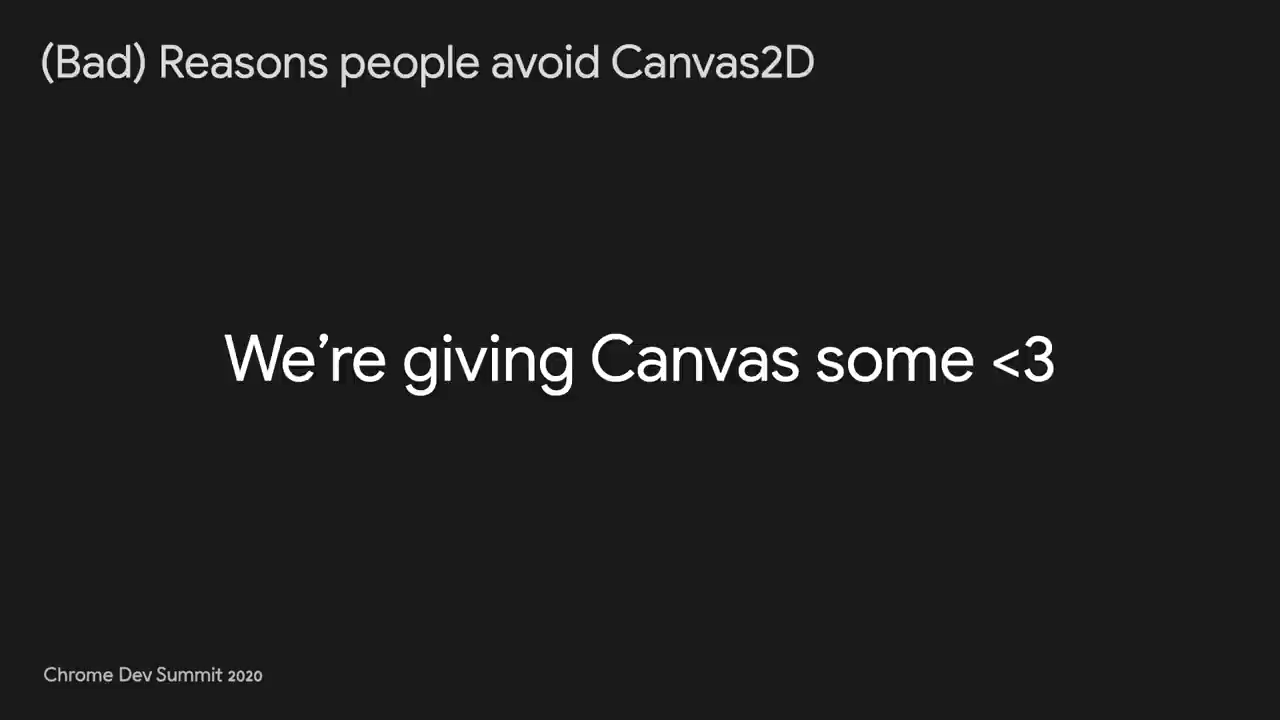 (Bad) Reasons people avoid Canvas2D
We’re giving Canvas some <3
Chrome Dev Summit 2020